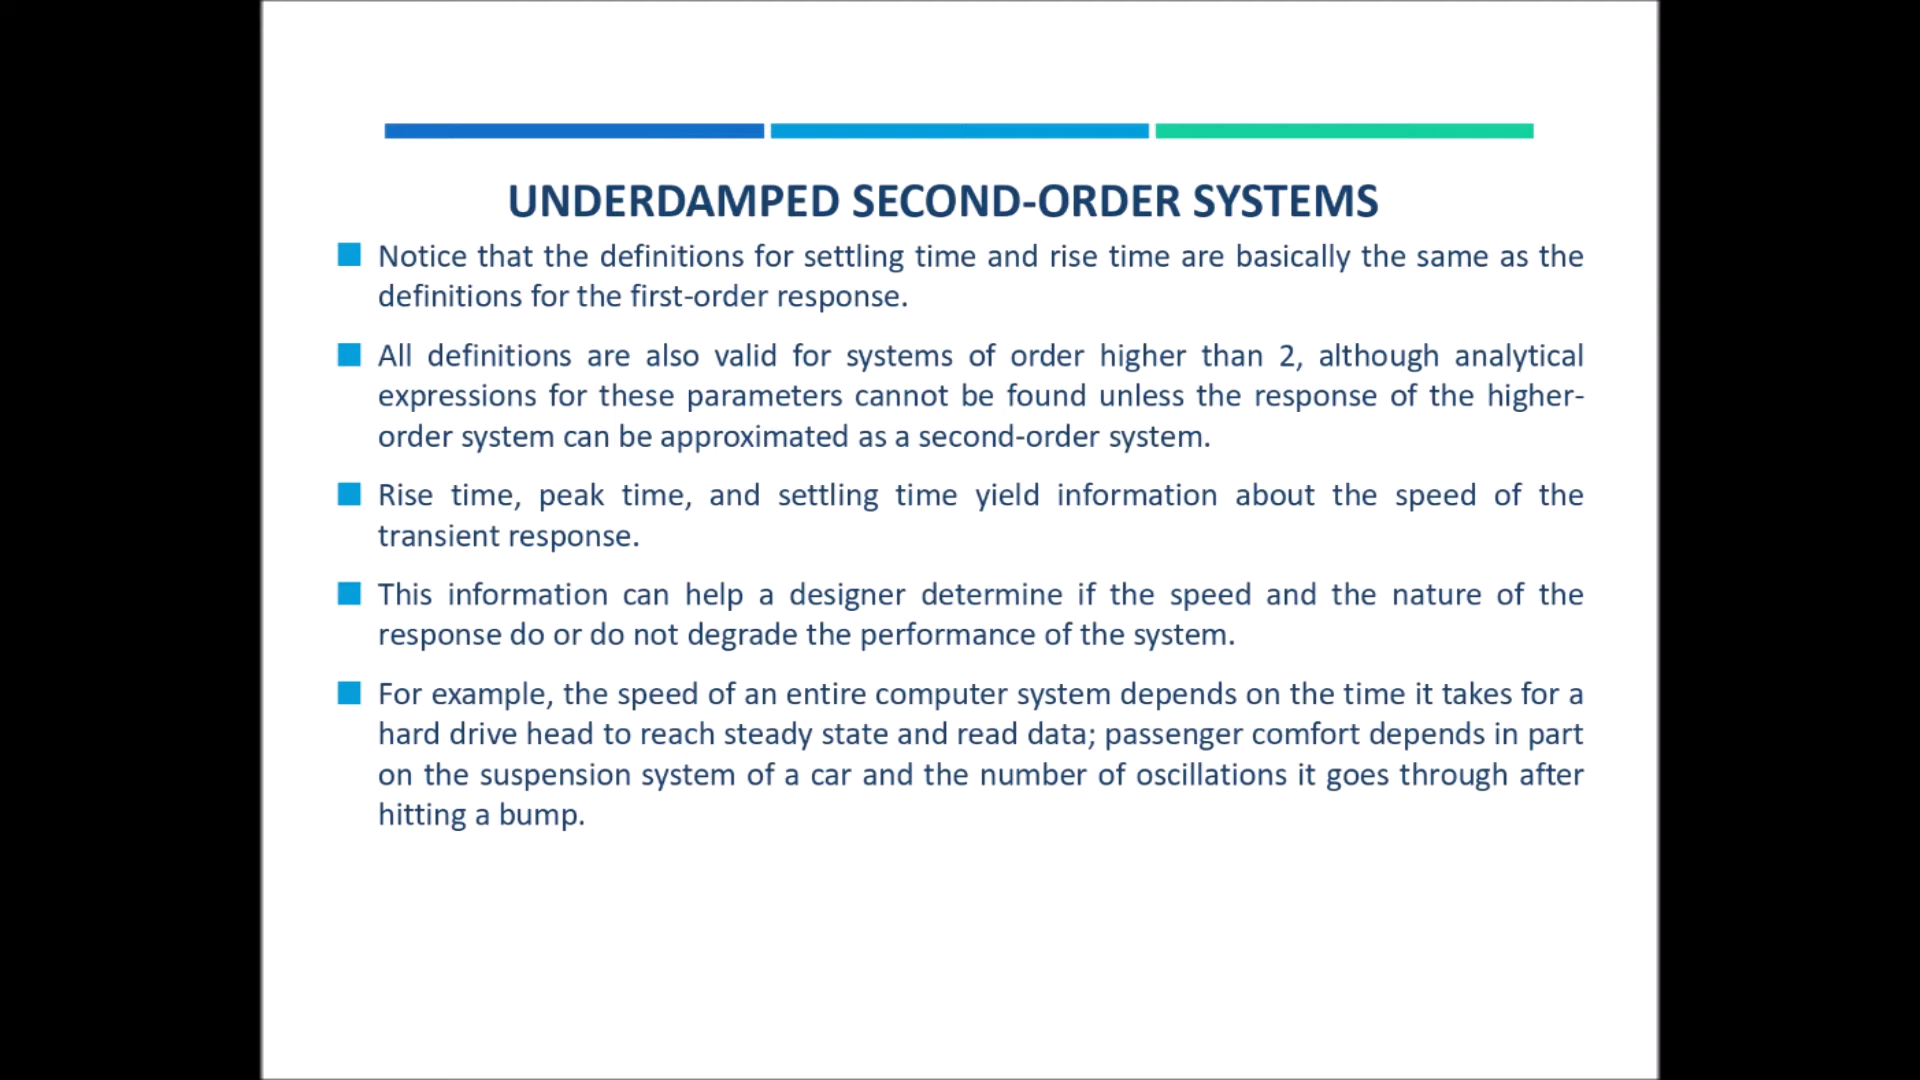 UNDERDAMPED SECOND-ORDER SYSTEMS
Notice that the definitions for settling time and rise time are basically the same as the
definitions for the first-order response.
All definitions are also valid for systems of order higher than 2, although analytical
expressions for these parameters cannot be found unless the response of the higher-
order system can be approximated as a second-order system.
Rise time, peak time, and settling time yield information about the speed of the
transient response.
This information can help a designer determine if the speed and the nature of the
response do or do not degrade the performance of the system.
For example, the speed of an entire computer system depends on the time it takes for a
hard drive head to reach steady state and read data; passenger comfort depends in part
on the suspension system of a car and the number of oscillations it goes through after
hitting a bump.